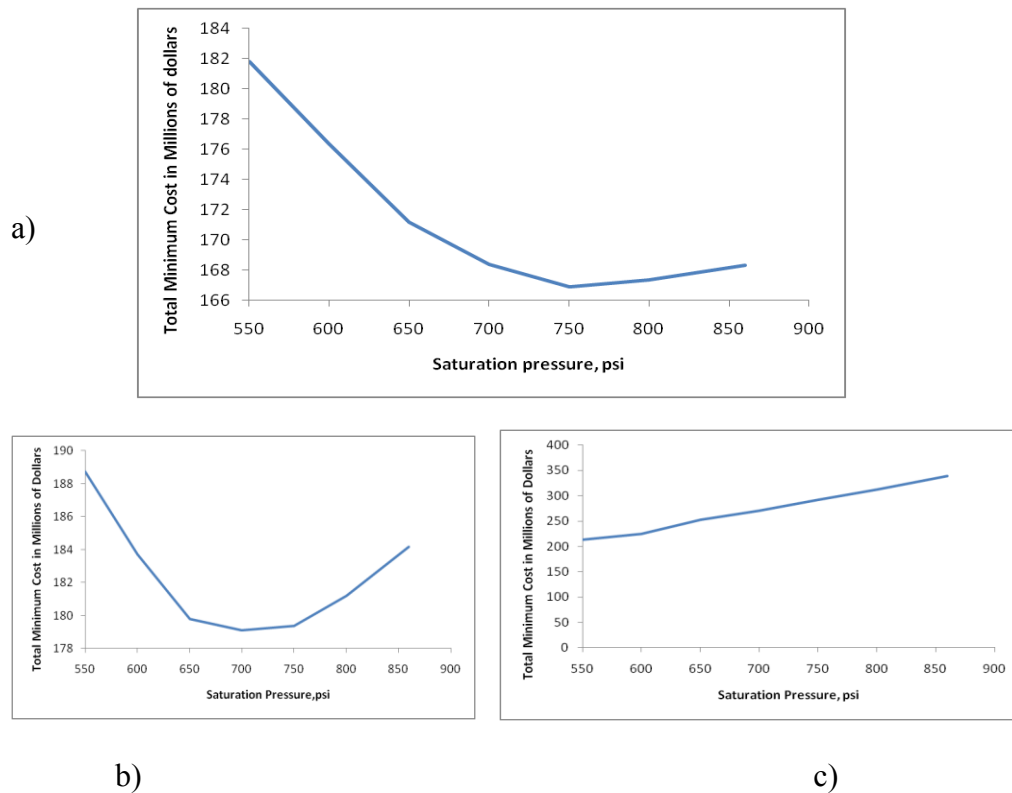 a)
Total Minimum Cost in Millions of dollars
184
182
180
178
176
174
172
170
168
166
550 600 650 700 750 800 850 900
Saturation pressure, psi
Total Minimum Cost in Millions of Dollars
190
188
186
184
182
180
178
550 600 650 700 750 800 850 900
Saturation Pressure,psi
Total Minimum Cost in Millions of Dollars
400
350
300
250
200
150
100
50
0
550 600 650 700 750 800 850 900
Saturation Pressure, psi
b)
c)